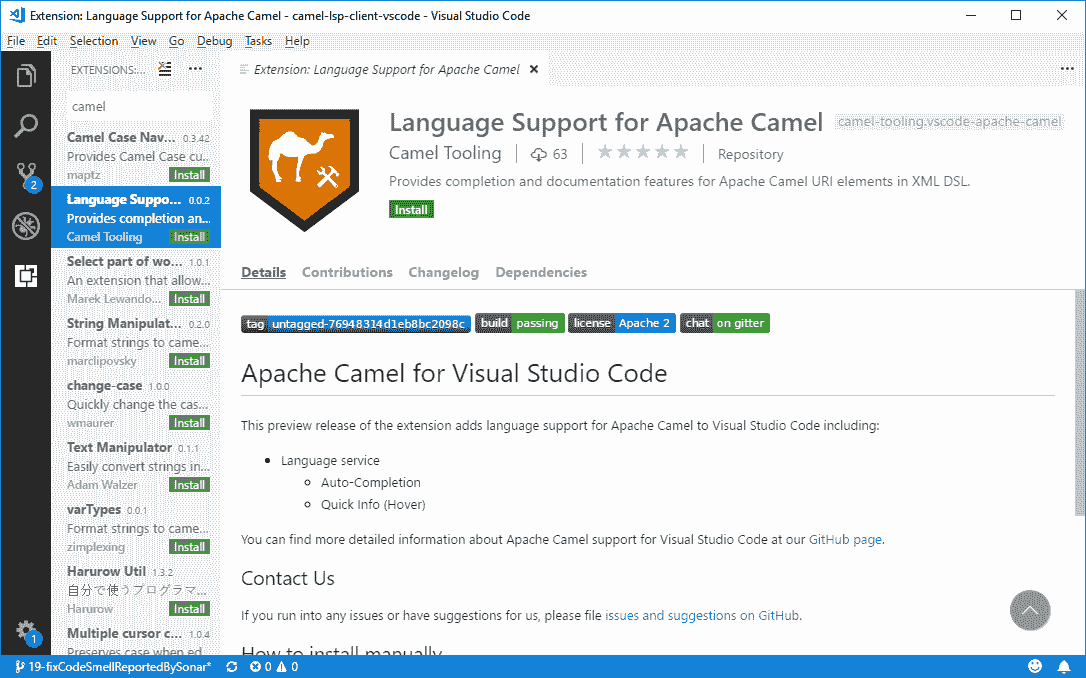 Extension: Language Support for Apache Camel - camel-lsp-client-vscode - Visual Studio Code
File Edit Selection View Go Debug Tasks Help
EXTENSIONS:...
camel
Camel Case Nav... 0.3.42
Provides Camel Case cu...
maptz Install
Language Suppo... 0.0.2
Provides completion an...
Camel Tooling Install
Select part of wo... 1.0.1
An extension that allow...
Marek Lewando... Install
String Manipulat... 0.2.0
Format strings to came...
marclipovsky Install
change-case 1.0.0
Quickly change the cas...
wmaurer Install
Text Manipulator 0.1.1
Easily convert strings in...
Adam Walzer Install
varTypes 0.0.1
Format strings to came...
zimplexing Install
Harurow Util 1.3.2
自分で使うプログラマ...
Harurow Install
Multiple cursor c... 1.0.4
Preserves case when ed...
2
1
Extension: Language Support for Apache Camel
Language Support for Apache Camel camel-tooling.vscode-apache-camel
Camel Tooling 63 Repository
Provides completion and documentation features for Apache Camel URI elements in XML DSL.
Install
Details Contributions Changelog Dependencies
tag untagged-76948314d1eb8bc2098c build passing license Apache 2 chat on gitter
Apache Camel for Visual Studio Code
This preview release of the extension adds language support for Apache Camel to Visual Studio Code including:
Language service
Auto-Completion
Quick Info (Hover)
You can find more detailed information about Apache Camel support for Visual Studio Code at our GitHub page.
Contact Us
If you run into any issues or have suggestions for us, please file issues and suggestions on GitHub.
How to install manually
19-fixCodeSmellReportedBySonar* 0 0